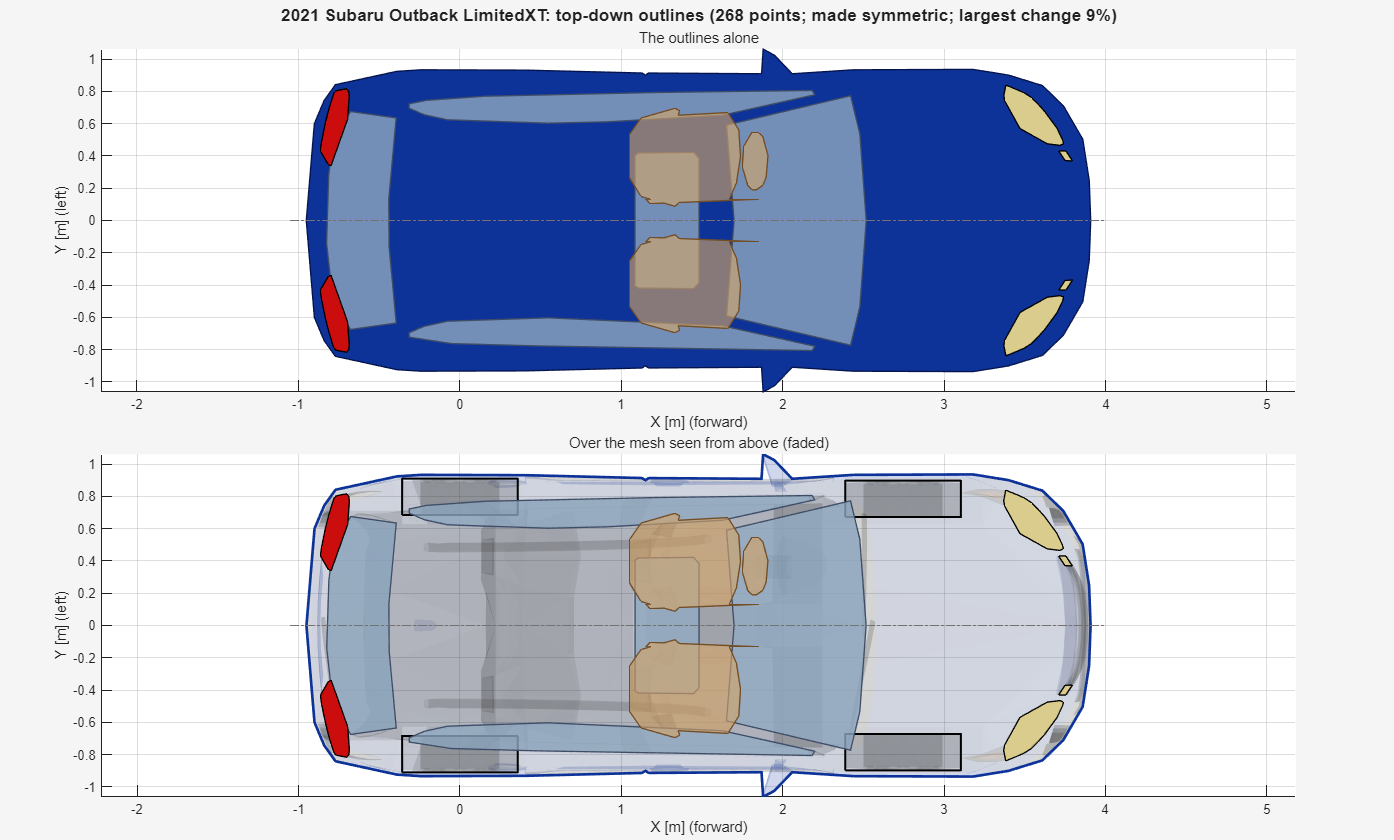 2021 Subaru Outback LimitedXT: top-down outlines (268 points; made symmetric; largest change 9%)
The outlines alone
1
0.8
0.6
0.4
0.2
0
-0.2
-0.4
-0.6
-0.8
-1
Y [m] (left)
-2 -1 0 1 2 3 4 5
X [m] (forward)
Over the mesh seen from above (faded)
1
0.8
0.6
0.4
0.2
0
-0.2
-0.4
-0.6
-0.8
-1
Y [m] (left)
-2 -1 0 1 2 3 4 5
X [m] (forward)